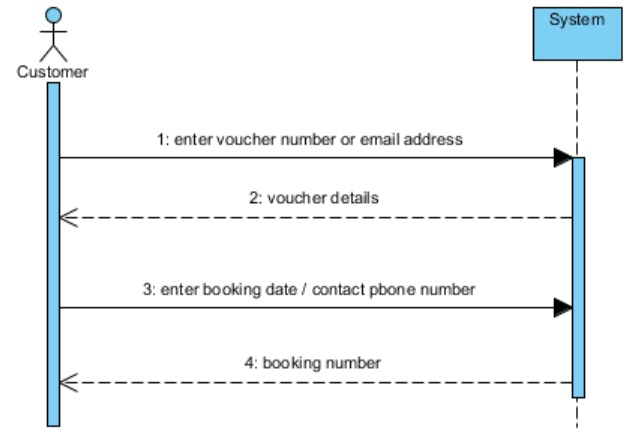 System
Customer
1: enter voucher number or email address
2: voucher details
3: enter booking date / contact pbone number
4: booking number